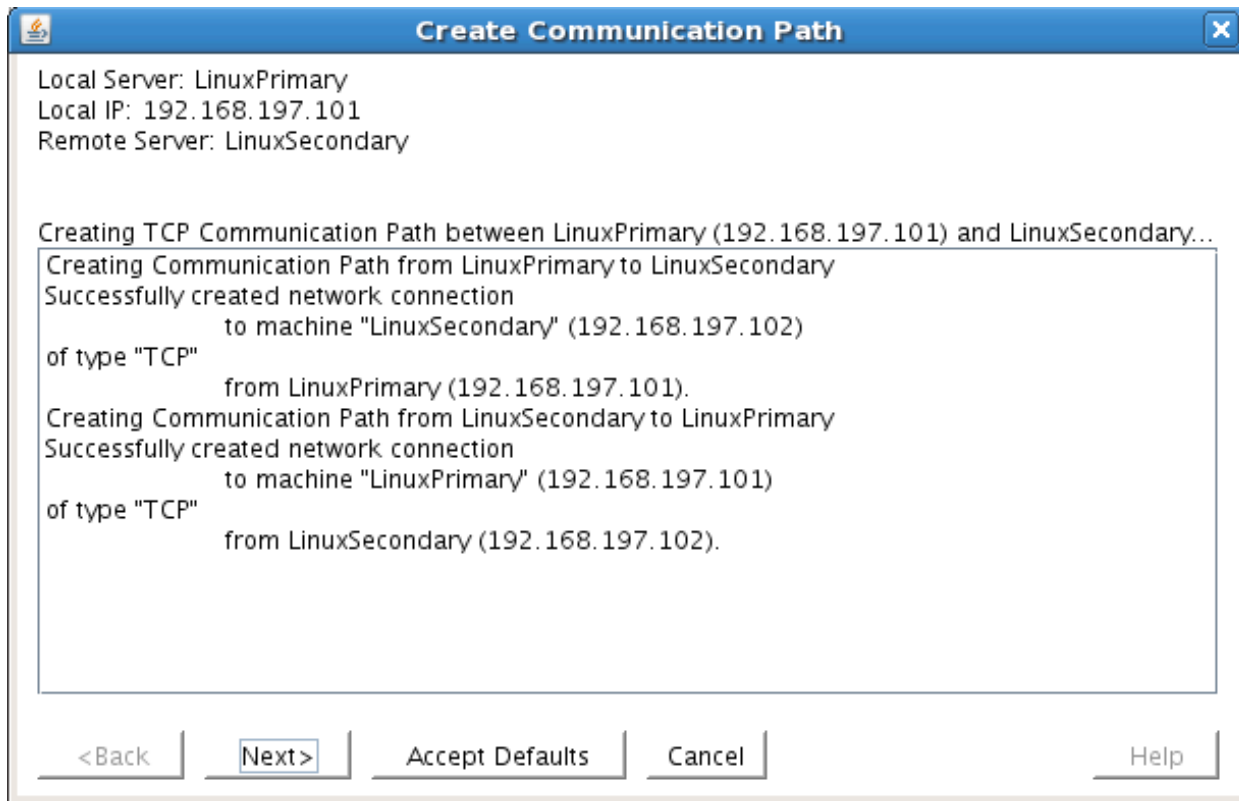 Create Communication Path
Local Server: LinuxPrimary
Local IP: 192.168.197.101
Remote Server: LinuxSecondary
Creating TCP Communication Path between LinuxPrimary (192.168.197.101) and LinuxSecondary...
Creating Communication Path from LinuxPrimary to LinuxSecondary
Successfully created network connection
to machine "LinuxSecondary" (192.168.197.102)
of type "TCP"
from LinuxPrimary (192.168.197.101).
Creating Communication Path from LinuxSecondary to LinuxPrimary
Successfully created network connection
to machine "LinuxPrimary" (192.168.197.101)
of type "TCP"
from LinuxSecondary (192.168.197.102).
<Back Next> Accept Defaults Cancel Help